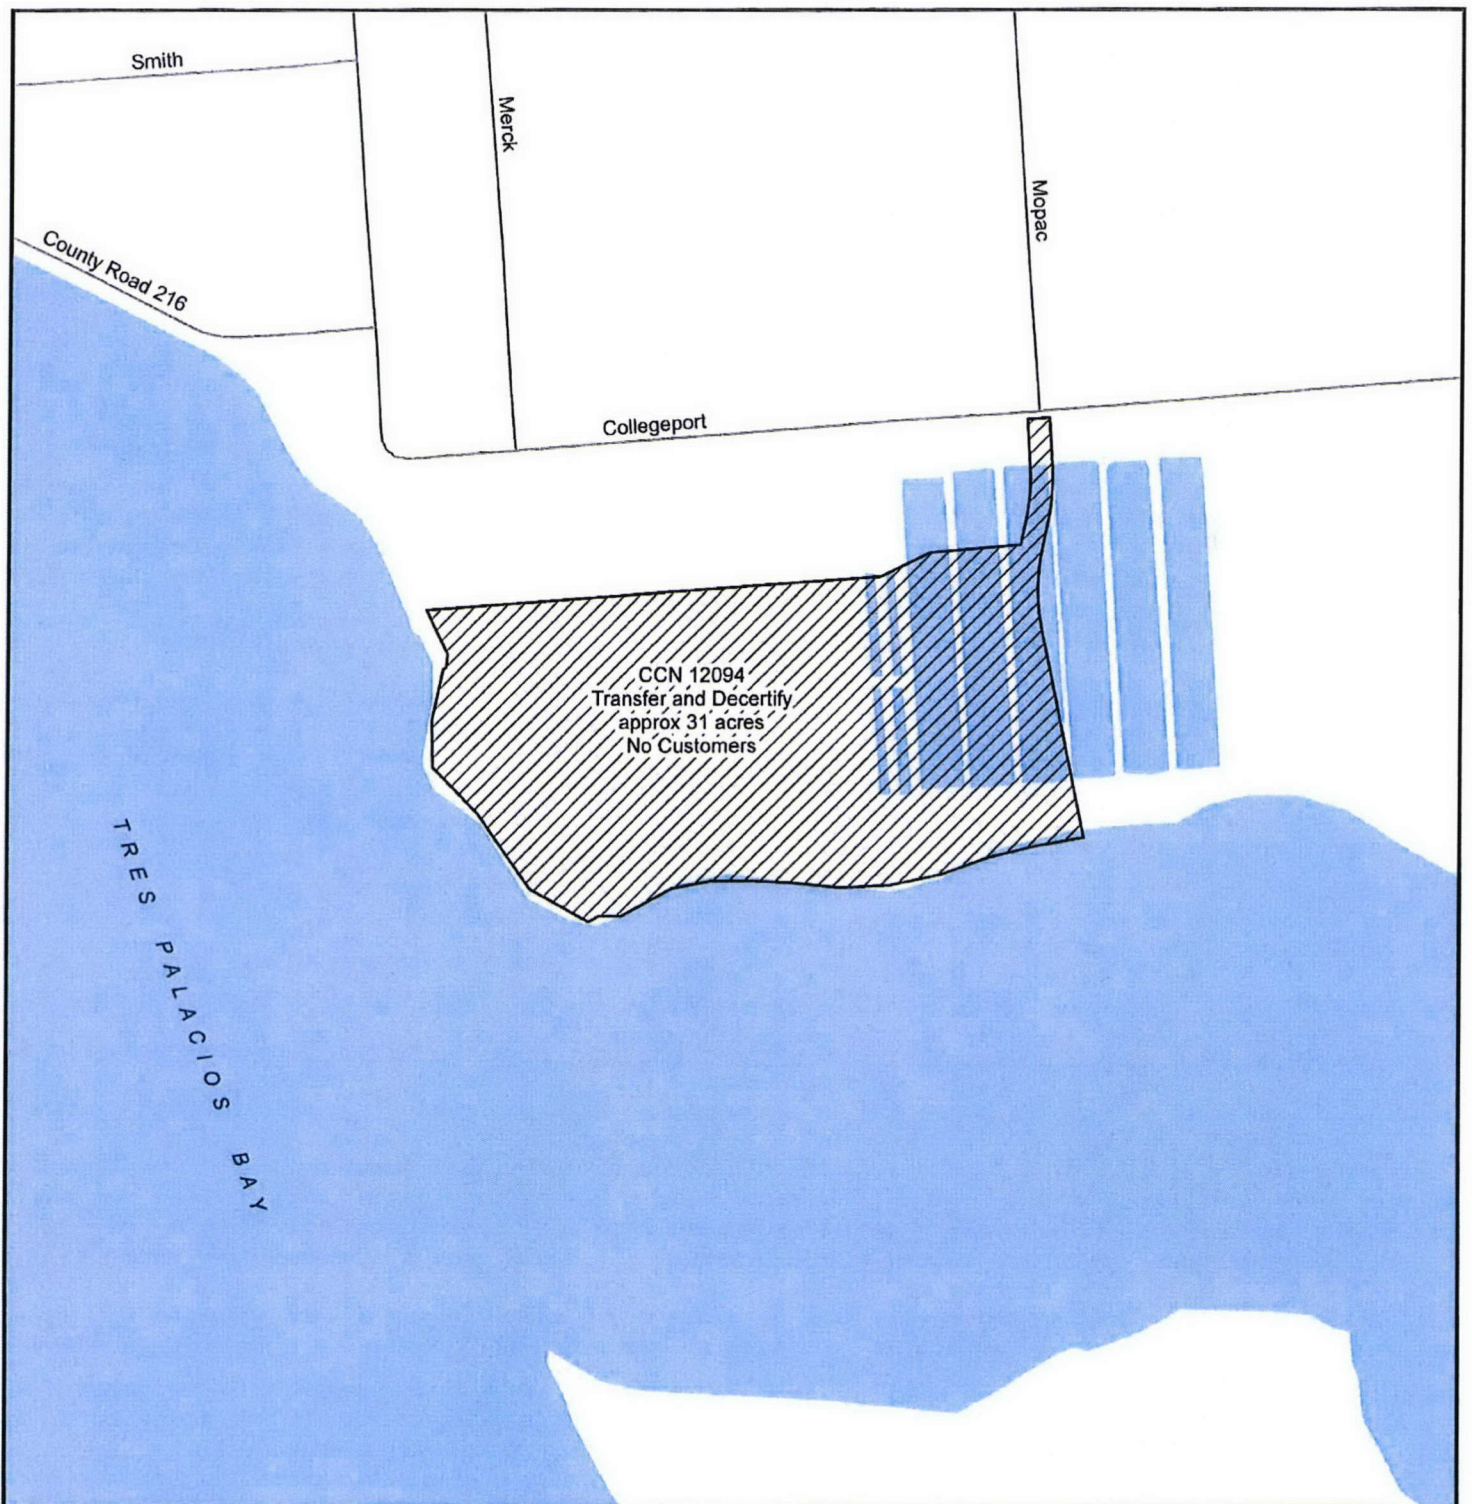 Smith
Merck
Mopac
County Road 216
Collegeport
CCN 12094
Transfer and Decertify
approx 31 acres
No Customers
TRES PALACIOS BAY